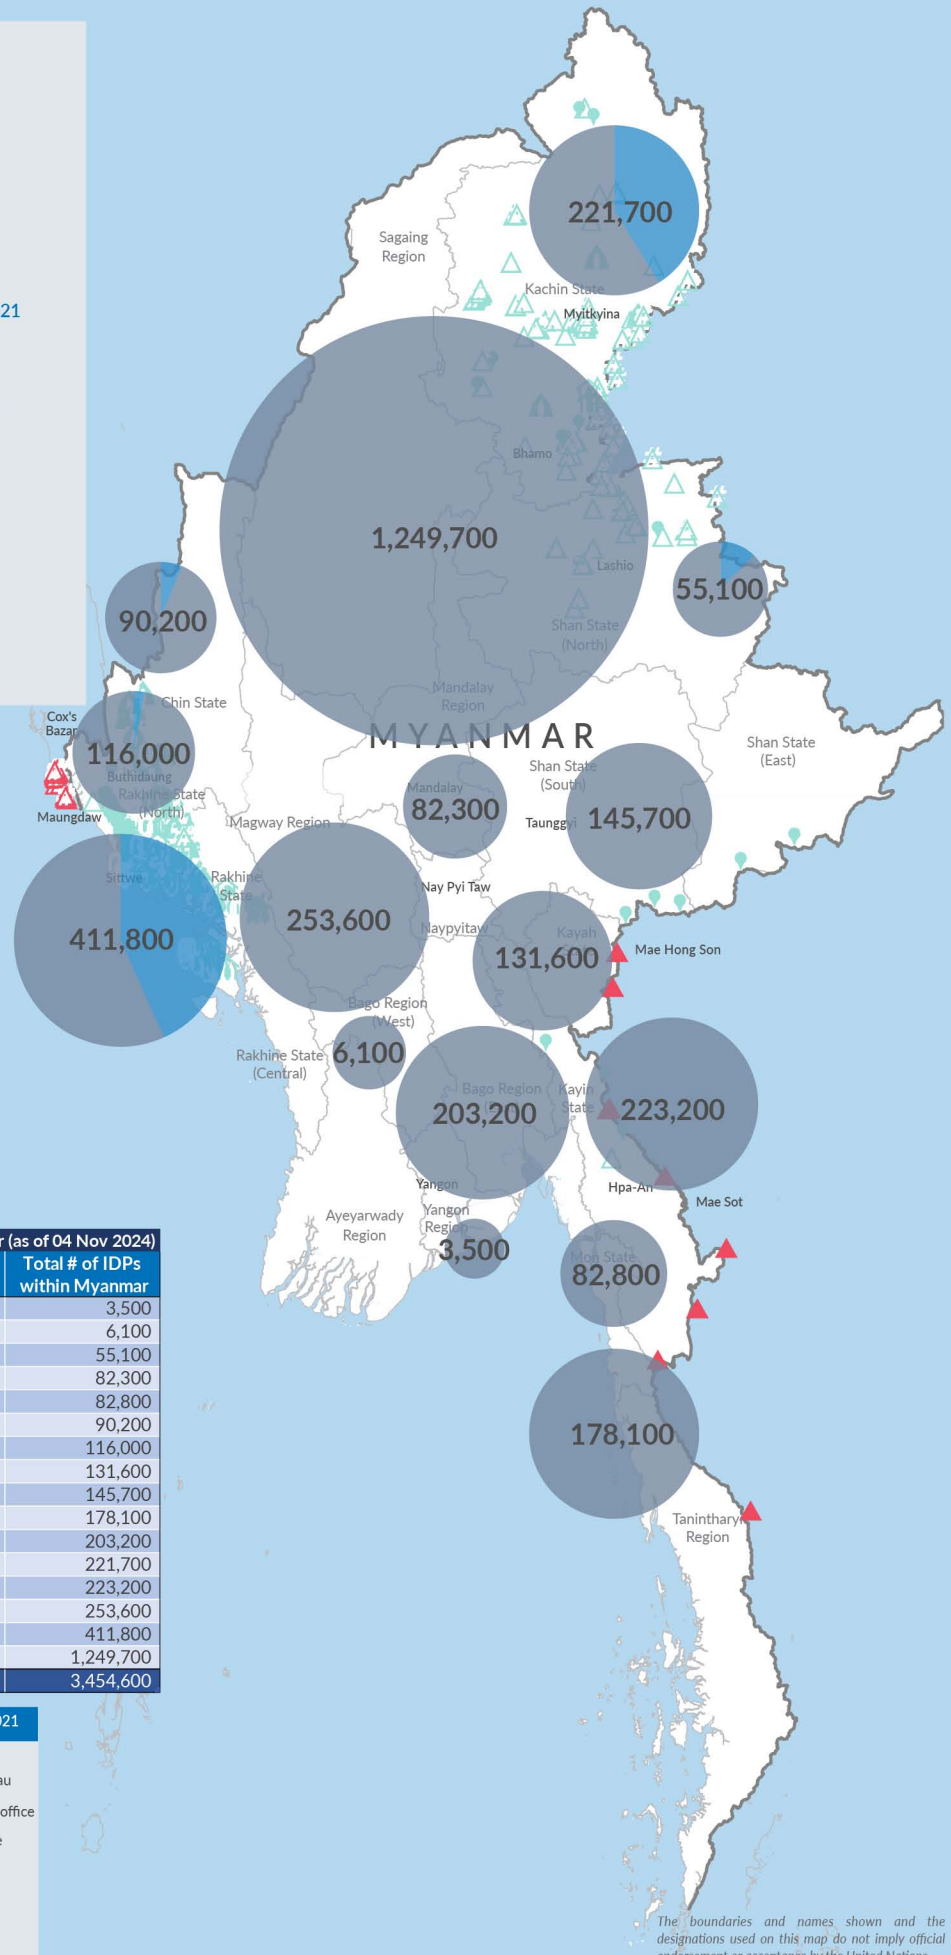 21
221,700
Sagaing
Region
Kachin State
Myitkyina
Bhamo
1,249,700
Lashio
55,100
90,200
Shan State
(North)
Mandalay
Region
Chin State
Cox's
Bazar
MYANMAR
116,000
Shan State
(East)
Shan State
(South)
Buthidaung
Rakhine State
(North)
Mandalay
82,300
145,700
Maungdaw
Magway Region
Taunggyi
Sittwe
Rakhine
State
Nay Pyi Taw
253,600
Naypyitaw
Kayah
411,800
131,600
Mae Hong Son
Bago Region
(West)
6,100
Rakhine State
(Central)
Bago Region
203,200
Kayin
State
223,200
Yangon
Hpa-An
Mae Sot
Ayeyarwady
Region
Yangon
Region
3,500
Mon State
82,800
r (as of 04 Nov 2024)
Total # of IDPs
within Myanmar
3,500
6,100
55,100
82,300
82,800
90,200
116,000
131,600
145,700
178,100
203,200
221,700
223,200
253,600
411,800
1,249,700
3,454,600
178,100
Tanintharyi
Region
021
au
office
e
The boundaries and names shown and the
designations used on this map do not imply official
endorsement or acceptance by the United Nations